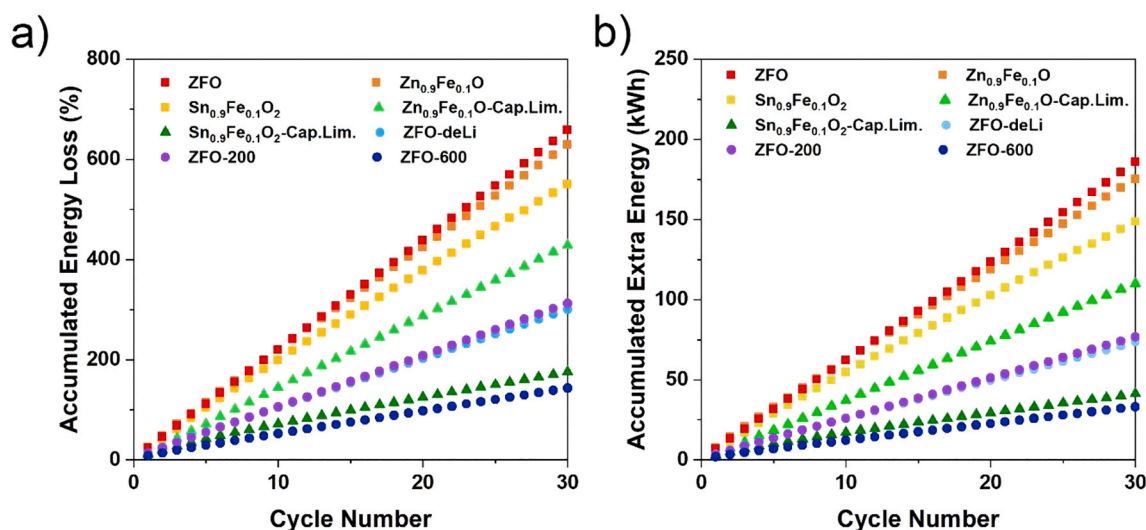 a)
Accumulated Energy Loss (%)
800
600
400
200
0
ZFO
Zn₀.₉Fe₀.₁O
Sn₀.₉Fe₀.₁O₂
Zn₀.₉Fe₀.₁O-Cap.Lim.
Sn₀.₉Fe₀.₁O₂-Cap.Lim.
ZFO-deLi
ZFO-200
ZFO-600
0 10 20 30
Cycle Number
b)
Accumulated Extra Energy (kWh)
250
200
150
100
50
0
ZFO
Zn₀.₉Fe₀.₁O
Sn₀.₉Fe₀.₁O₂
Zn₀.₉Fe₀.₁O-Cap.Lim.
Sn₀.₉Fe₀.₁O₂-Cap.Lim.
ZFO-deLi
ZFO-200
ZFO-600
0 10 20 30
Cycle Number